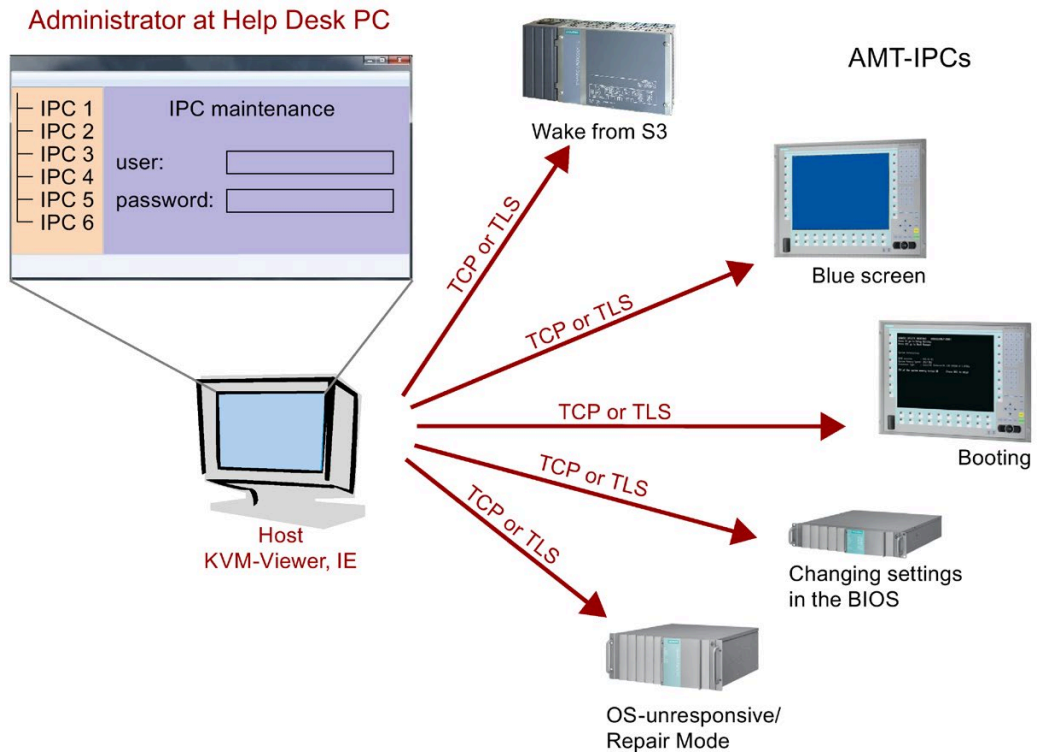 Administrator at Help Desk PC
AMT-IPCs
IPC 1
IPC 2
IPC 3
IPC 4
IPC 5
IPC 6
IPC maintenance
user:
password:
Wake from S3
TCP or TLS
Blue screen
TCP or TLS
TCP or TLS
Booting
TCP or TLS
Changing settings
in the BIOS
TCP or TLS
Host
KVM-Viewer, IE
OS-unresponsive/
Repair Mode